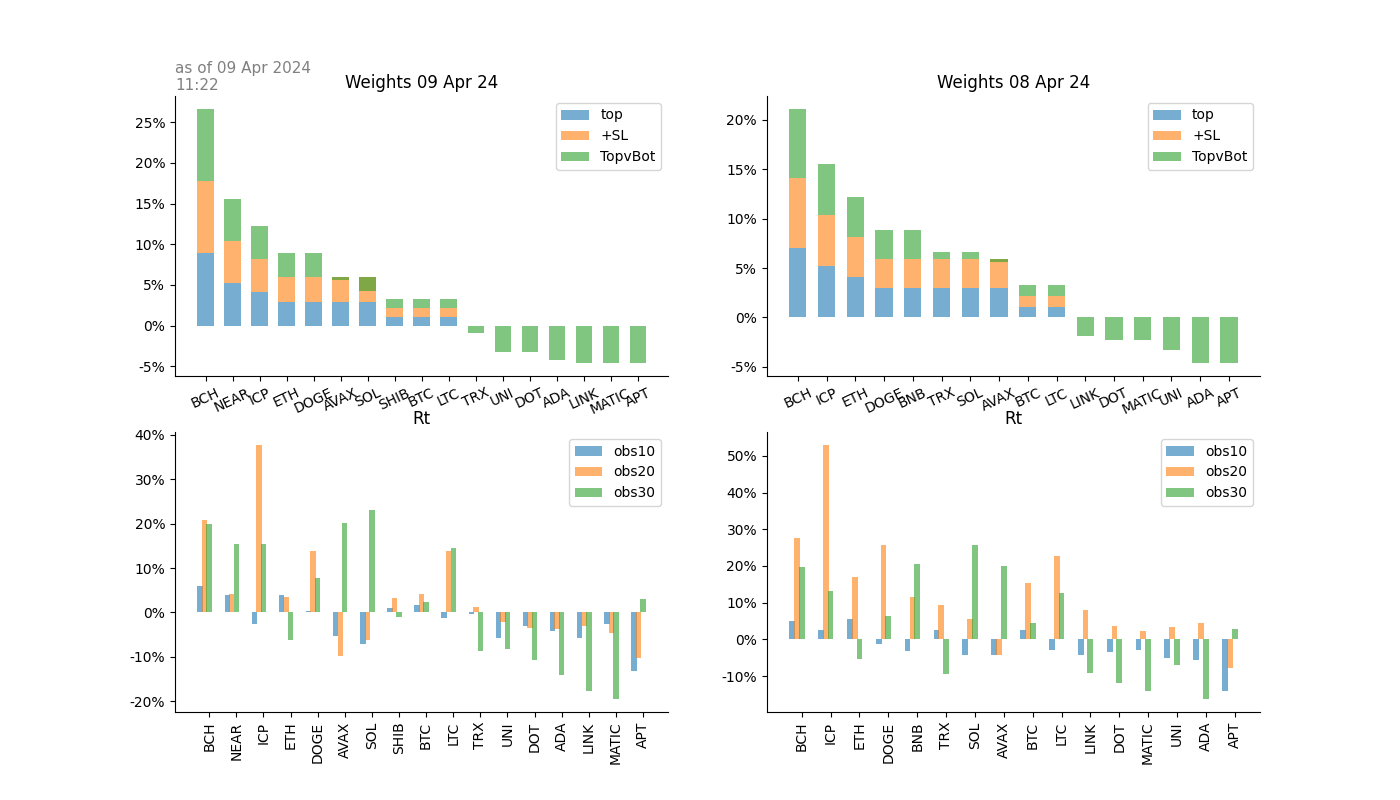 as of 09 Apr 2024
11:22
Weights 09 Apr 24
25%
20%
15%
10%
5%
0%
-5%
top
+SL
TopvBot
BCH NEAR ICP ETH DOGE AVAX SOL SHIB BTC LTC TRX UNI DOT ADA LINK MATIC APT
Weights 08 Apr 24
20%
15%
10%
5%
0%
-5%
top
+SL
TopvBot
BCH ICP ETH DOGE BNB TRX SOL AVAX BTC LTC LINK DOT MATIC UNI ADA APT
Rt
40%
30%
20%
10%
0%
-10%
-20%
obs10
obs20
obs30
BCH NEAR ICP ETH DOGE AVAX SOL SHIB BTC LTC TRX UNI DOT ADA LINK MATIC APT
Rt
50%
40%
30%
20%
10%
0%
-10%
obs10
obs20
obs30
BCH ICP ETH DOGE BNB TRX SOL AVAX BTC LTC LINK DOT MATIC UNI ADA APT